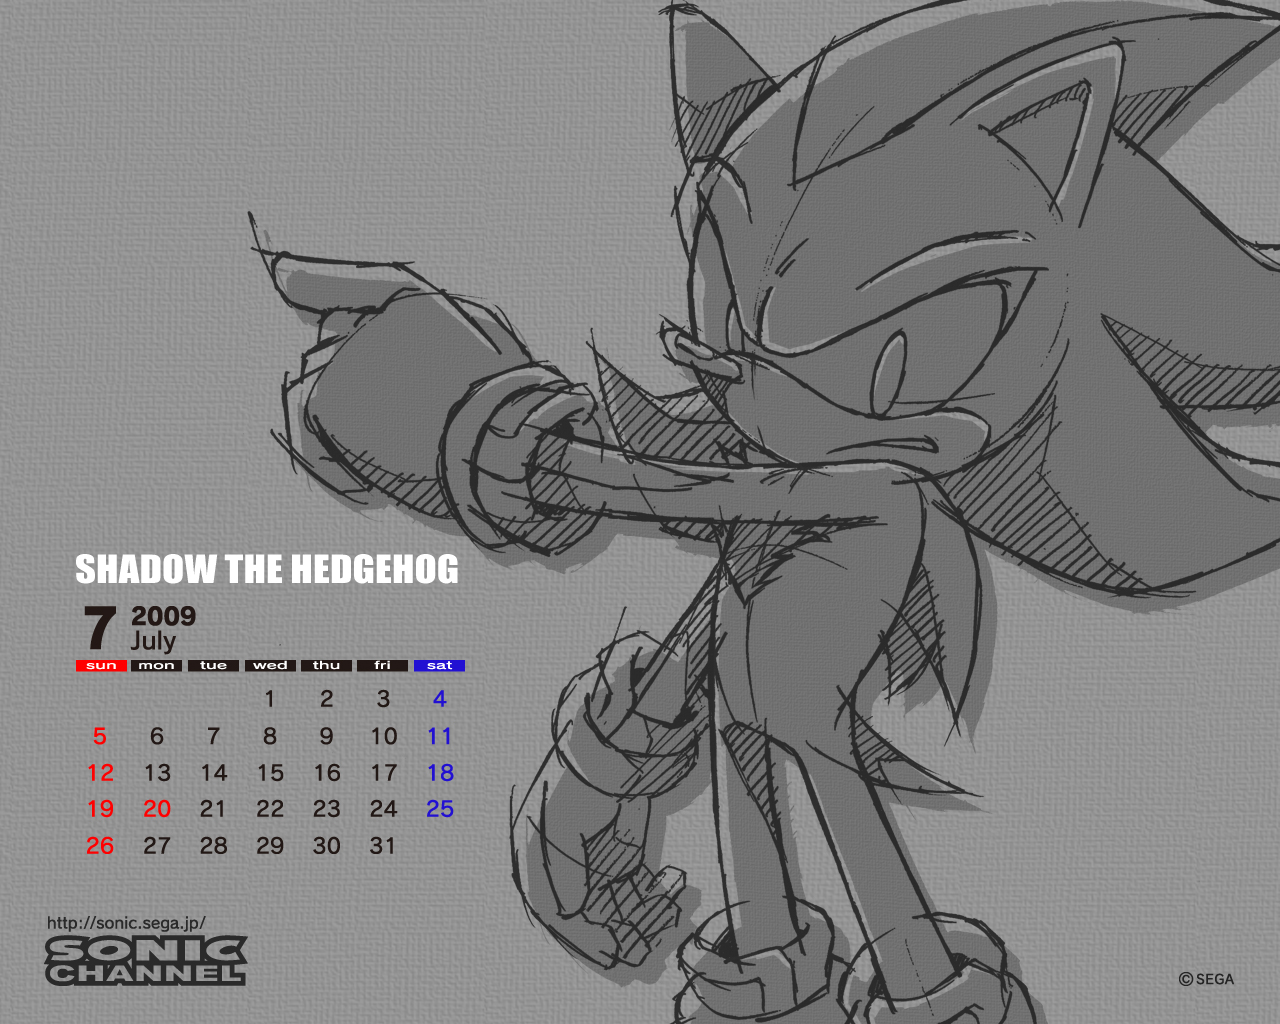 SHADOW THE HEDGEHOG
7 2009
July
sun mon tue wed thu fri sat
1 2 3 4
5 6 7 8 9 10 11
12 13 14 15 16 17 18
19 20 21 22 23 24 25
26 27 28 29 30 31
http://sonic.sega.jp/
SONIC
CHANNEL
©SEGA